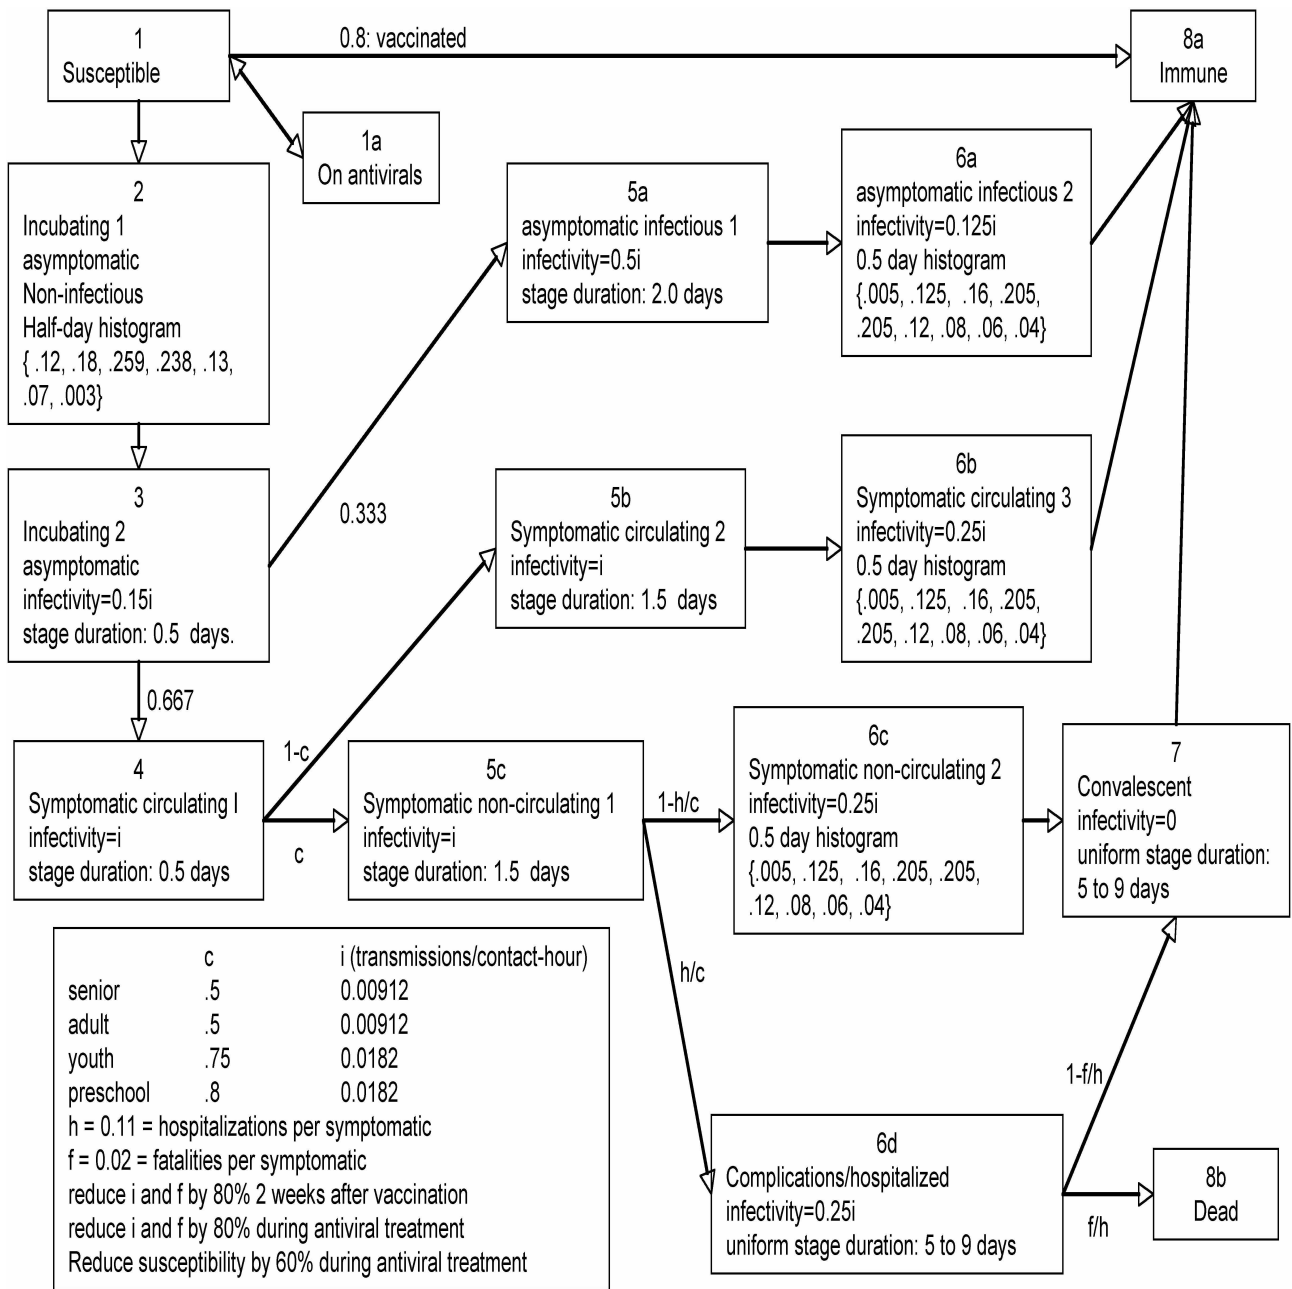 1
Susceptible
0.8: vaccinated
8a
Immune
1a
On antivirals
2
Incubating 1
asymptomatic
Non-infectious
Half-day histogram
{ .12, .18, .259, .238, .13,
.07, .003}
5a
asymptomatic infectious 1
infectivity=0.5i
stage duration: 2.0 days
6a
asymptomatic infectious 2
infectivity=0.125i
0.5 day histogram
{.005, .125, .16, .205,
.205, .12, .08, .06, .04}
3
Incubating 2
asymptomatic
infectivity=0.15i
stage duration: 0.5 days.
0.333
5b
Symptomatic circulating 2
infectivity=i
stage duration: 1.5 days
6b
Symptomatic circulating 3
infectivity=0.25i
0.5 day histogram
{.005, .125, .16, .205,
.205, .12, .08, .06, .04}
0.667
4
Symptomatic circulating I
infectivity=i
stage duration: 0.5 days
1-c
c
5c
Symptomatic non-circulating 1
infectivity=i
stage duration: 1.5 days
1-h/c
h/c
6c
Symptomatic non-circulating 2
infectivity=0.25i
0.5 day histogram
{.005, .125, .16, .205, .205,
.12, .08, .06, .04}
7
Convalescent
infectivity=0
uniform stage duration:
5 to 9 days
c i (transmissions/contact-hour)
senior .5 0.00912
adult .5 0.00912
youth .75 0.0182
preschool .8 0.0182
h = 0.11 = hospitalizations per symptomatic
f = 0.02 = fatalities per symptomatic
reduce i and f by 80% 2 weeks after vaccination
reduce i and f by 80% during antiviral treatment
Reduce susceptibility by 60% during antiviral treatment
6d
Complications/hospitalized
infectivity=0.25i
uniform stage duration: 5 to 9 days
1-f/h
f/h
8b
Dead